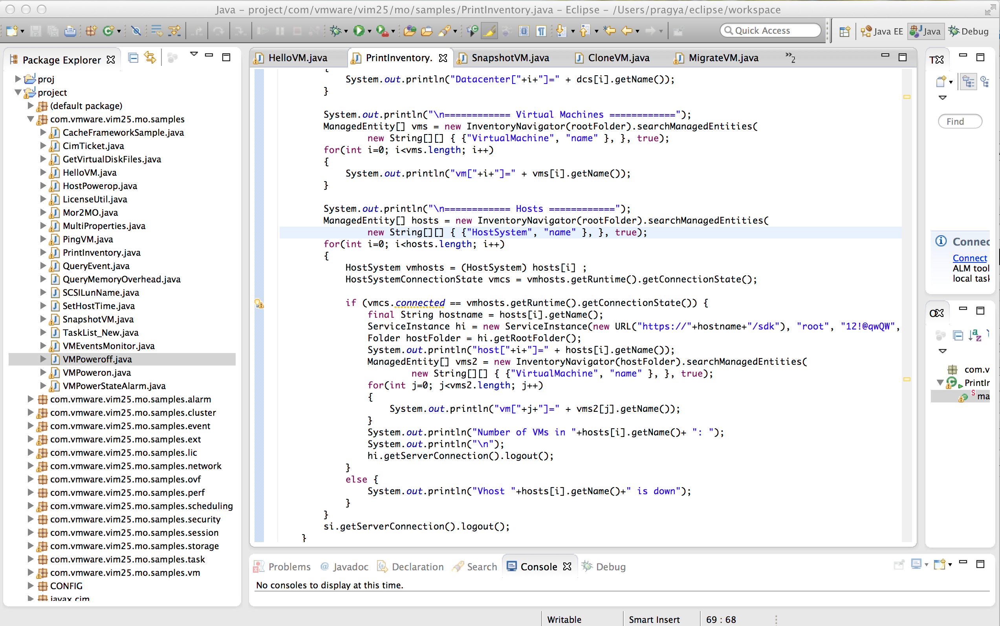 Java - project/com/vmware/vim25/mo/samples/PrintInventory.java - Eclipse - /Users/pragya/eclipse/workspace
Quick Access
Java EE
Java
Debug
Package Explorer
proj
project
(default package)
com.vmware.vim25.mo.samples
CacheFrameworkSample.java
CimTicket.java
GetVirtualDiskFiles.java
HelloVM.java
HostPowerop.java
LicenseUtil.java
Mor2MO.java
MultiProperties.java
PingVM.java
PrintInventory.java
QueryEvent.java
QueryMemoryOverhead.java
SCSILunName.java
SetHostTime.java
SnapshotVM.java
TaskList_New.java
VMEventsMonitor.java
VMPoweroff.java
VMPoweron.java
VMPowerStateAlarm.java
com.vmware.vim25.mo.samples.alarm
com.vmware.vim25.mo.samples.cluster
com.vmware.vim25.mo.samples.event
com.vmware.vim25.mo.samples.ext
com.vmware.vim25.mo.samples.lic
com.vmware.vim25.mo.samples.network
com.vmware.vim25.mo.samples.ovf
com.vmware.vim25.mo.samples.perf
com.vmware.vim25.mo.samples.scheduling
com.vmware.vim25.mo.samples.security
com.vmware.vim25.mo.samples.session
com.vmware.vim25.mo.samples.storage
com.vmware.vim25.mo.samples.task
com.vmware.vim25.mo.samples.vm
CONFIG
javax.cim
HelloVM.java
PrintInventory.
SnapshotVM.java
CloneVM.java
MigrateVM.java
»2
{
System.out.println("Datacenter["+i+"]=" + dcs[i].getName());
}
System.out.println("\n============ Virtual Machines ============");
ManagedEntity[] vms = new InventoryNavigator(rootFolder).searchManagedEntities(
new String[][] { {"VirtualMachine", "name" }, }, true);
for(int i=0; i<vms.length; i++)
{
System.out.println("vm["+i+"]=" + vms[i].getName());
}
System.out.println("\n============ Hosts ============");
ManagedEntity[] hosts = new InventoryNavigator(rootFolder).searchManagedEntities(
new String[][] { {"HostSystem", "name" }, }, true);
for(int i=0; i<hosts.length; i++)
{
HostSystem vmhosts = (HostSystem) hosts[i] ;
HostSystemConnectionState vmcs = vmhosts.getRuntime().getConnectionState();
if (vmcs.connected == vmhosts.getRuntime().getConnectionState()) {
final String hostname = hosts[i].getName();
ServiceInstance hi = new ServiceInstance(new URL("https://"+hostname+"/sdk"), "root", "12!@qwQW",
Folder hostFolder = hi.getRootFolder();
System.out.println("host["+i+"]=" + hosts[i].getName());
ManagedEntity[] vms2 = new InventoryNavigator(hostFolder).searchManagedEntities(
new String[][] { {"VirtualMachine", "name" }, }, true);
for(int j=0; j<vms2.length; j++)
{
System.out.println("vm["+j+"]=" + vms2[j].getName());
}
System.out.println("Number of VMs in "+hosts[i].getName()+ ": ");
System.out.println("\n");
hi.getServerConnection().logout();
}
else {
System.out.println("Vhost "+hosts[i].getName()+" is down");
}
}
si.getServerConnection().logout();
}
Find
Connec
Connect
ALM tool
local task
com.v
PrintIr
S ma
Problems
@ Javadoc
Declaration
Search
Console
Debug
No consoles to display at this time.
Writable
Smart Insert
69 : 68